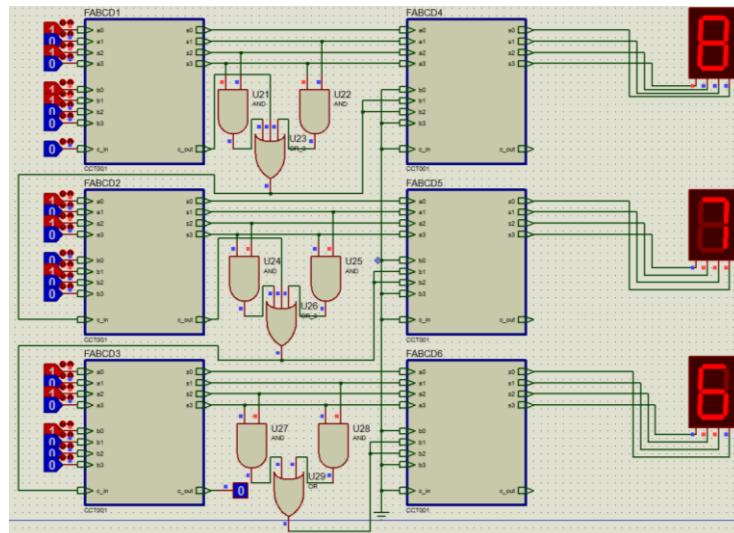 FABCD1 FABCD4
1 a0 s0 a0 s0
0 a1 s1 a1 s1
1 a2 s2 a2 s2
0 a3 s3 a3 s3
8
1 b0 b0
1 b1 b1
0 b2 b2
0 b3 b3
U21
AND
U22
AND
U23
OR_3
0 c_in c_out c_in c_out
CCT001 CCT001
FABCD2 FABCD5
1 a0 s0 a0 s0
0 a1 s1 a1 s1
1 a2 s2 a2 s2
0 a3 s3 a3 s3
7
0 b0 b0
1 b1 b1
0 b2 b2
0 b3 b3
U24
AND
U25
AND
U26
OR_3
c_in c_out c_in c_out
CCT001 CCT001
FABCD3 FABCD6
1 a0 s0 a0 s0
0 a1 s1 a1 s1
1 a2 s2 a2 s2
0 a3 s3 a3 s3
6
1 b0 b0
0 b1 b1
0 b2 b2
0 b3 b3
U27
AND
U28
AND
U29
OR
c_in c_out 0 c_in c_out
CCT001 CCT001